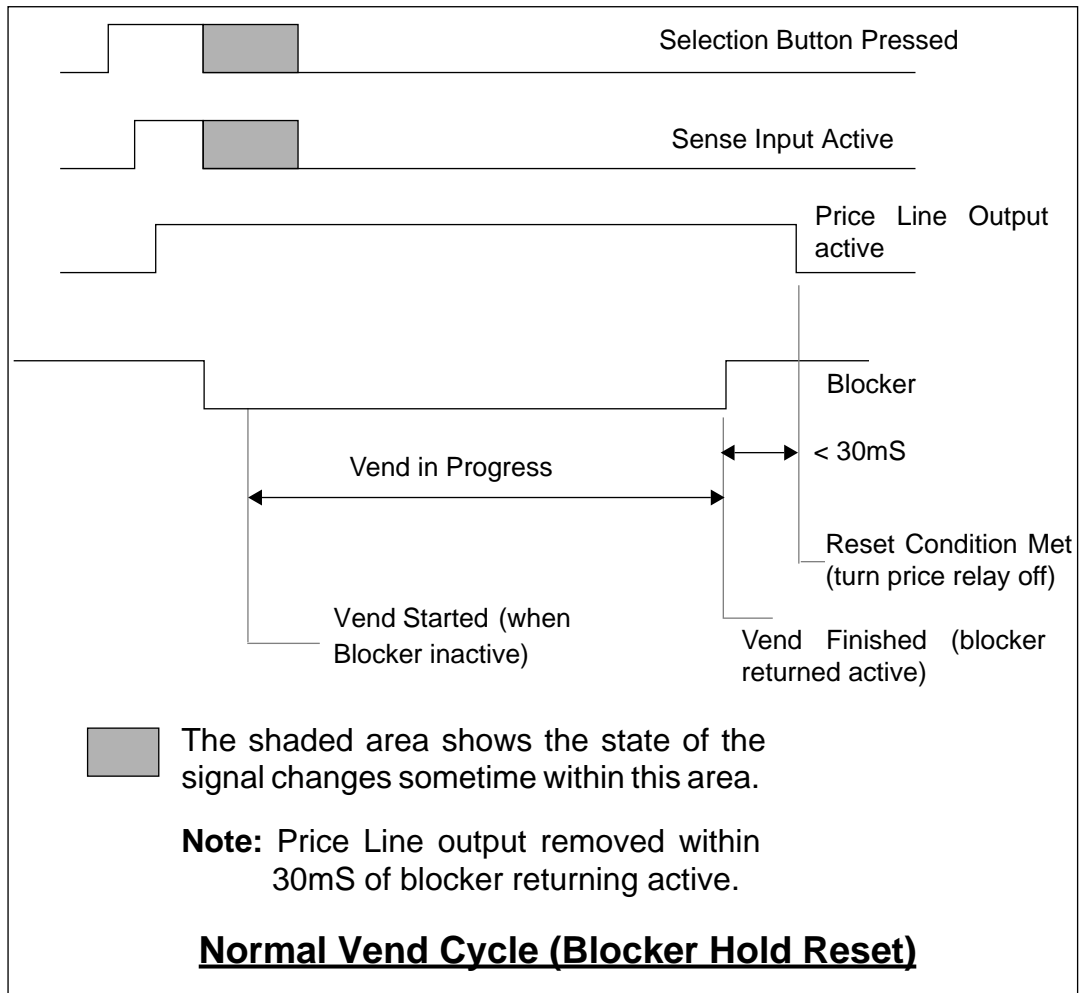 Selection Button Pressed
Sense Input Active
Price Line Output
active
Blocker
< 30mS
Vend in Progress
Reset Condition Met
(turn price relay off)
Vend Started (when
Blocker inactive)
Vend Finished (blocker
returned active)
The shaded area shows the state of the
signal changes sometime within this area.
Note: Price Line output removed within
30mS of blocker returning active.
Normal Vend Cycle (Blocker Hold Reset)